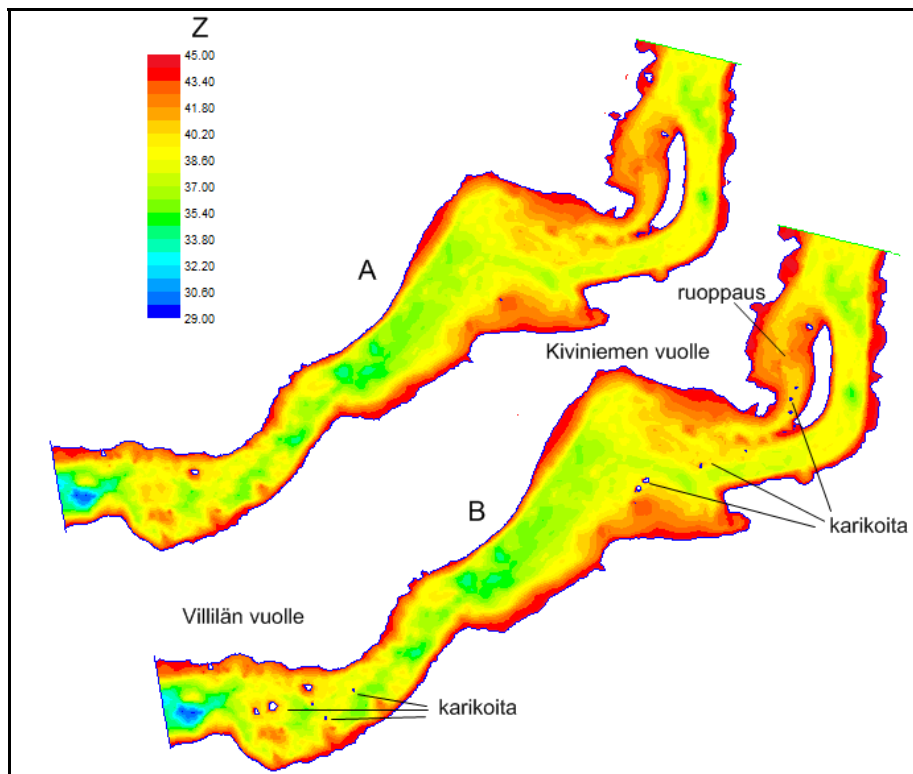 Z
45.00
43.40
41.80
40.20
38.60
37.00
35.40
33.80
32.20
30.60
29.00
A
ruoppaus
Kiviniemen vuolle
B
karikoita
Villilän vuolle
karikoita